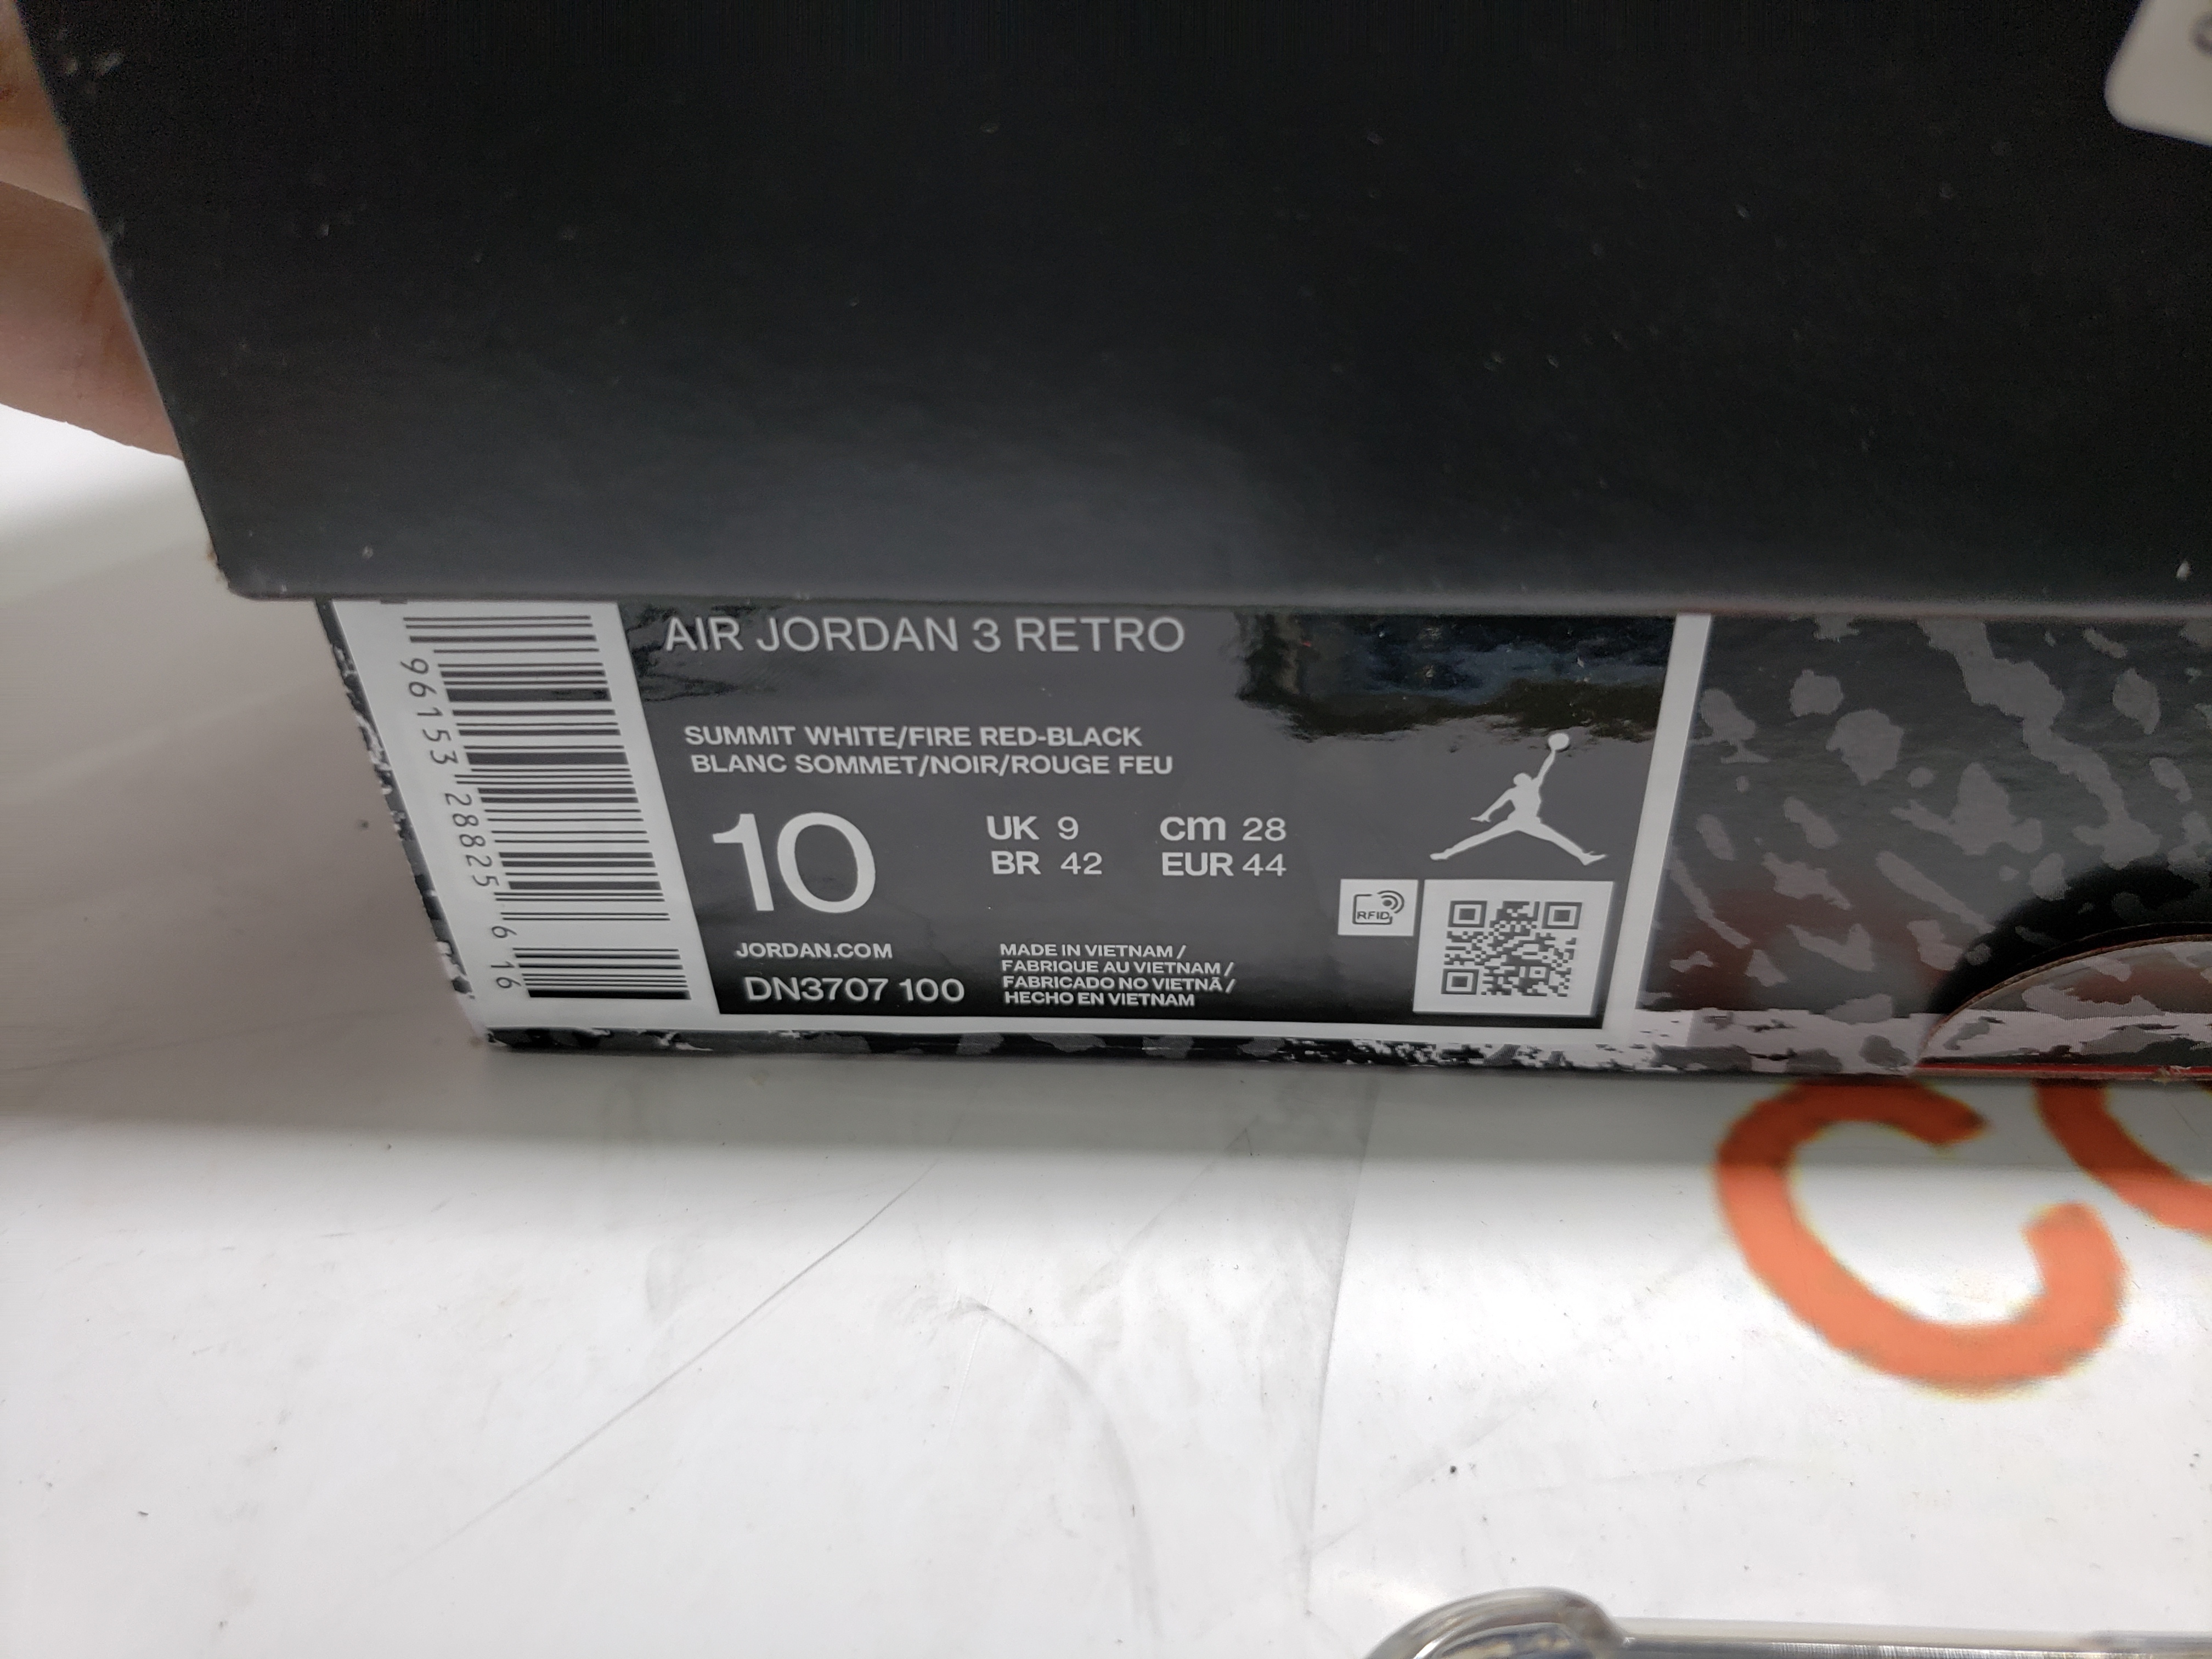 AIR JORDAN 3 RETRO
SUMMIT WHITE/FIRE RED-BLACK
BLANC SOMMET/NOIR/ROUGE FEU
10
UK 9 cm 28
BR 42 EUR 44
JORDAN.COM
DN3707 100
MADE IN VIETNAM /
FABRIQUE AU VIETNAM /
FABRICADO NO VIETNÃ /
HECHO EN VIETNAM
RFID
96153 28825 6 16